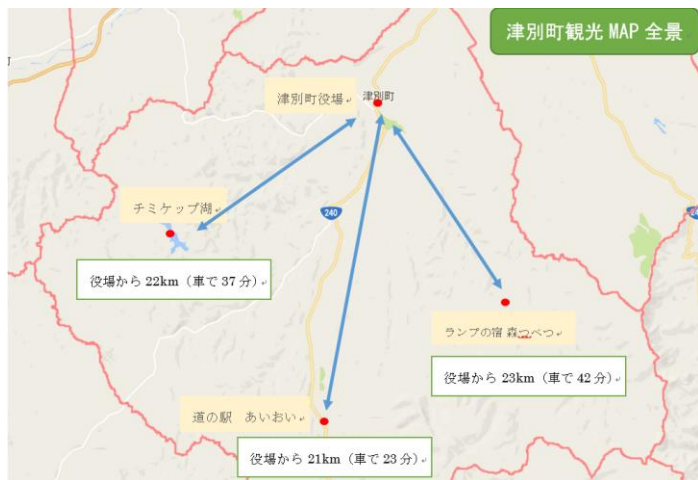 津別町観光 MAP 全景
津別町役場
津別町
チミケップ湖
240
役場から 22km（車で 37 分）
ランプの宿 森つべつ
役場から 23km（車で 42 分）
道の駅　あいおい
役場から 21km（車で 23 分）